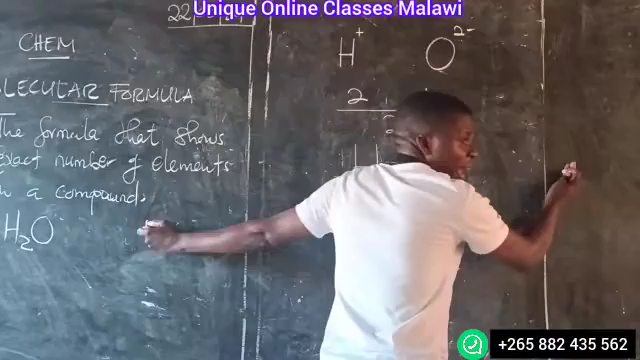 Unique Online Classes Malawi
22
CHEM
LECULAR FORMULA
The formula that shows
exact number of Elements
a compound.
H₂O
H⁺ O²⁻
2
+265 882 435 562